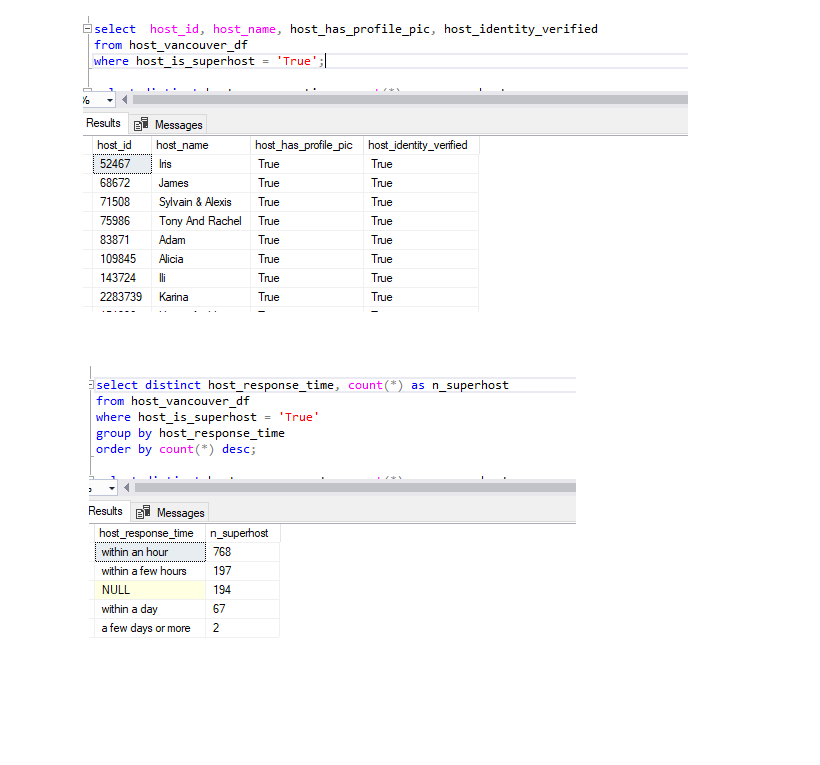 select  host_id, host_name, host_has_profile_pic, host_identity_verified
from host_vancouver_df
where host_is_superhost = 'True';
%
Results Messages
host_id host_name host_has_profile_pic host_identity_verified
52467 Iris True True
68672 James True True
71508 Sylvain & Alexis True True
75986 Tony And Rachel True True
83871 Adam True True
109845 Alicia True True
143724 Ili True True
2283739 Karina True True
select distinct host_response_time, count(*) as n_superhost
from host_vancouver_df
where host_is_superhost = 'True'
group by host_response_time
order by count(*) desc;
Results Messages
host_response_time n_superhost
within an hour 768
within a few hours 197
NULL 194
within a day 67
a few days or more 2